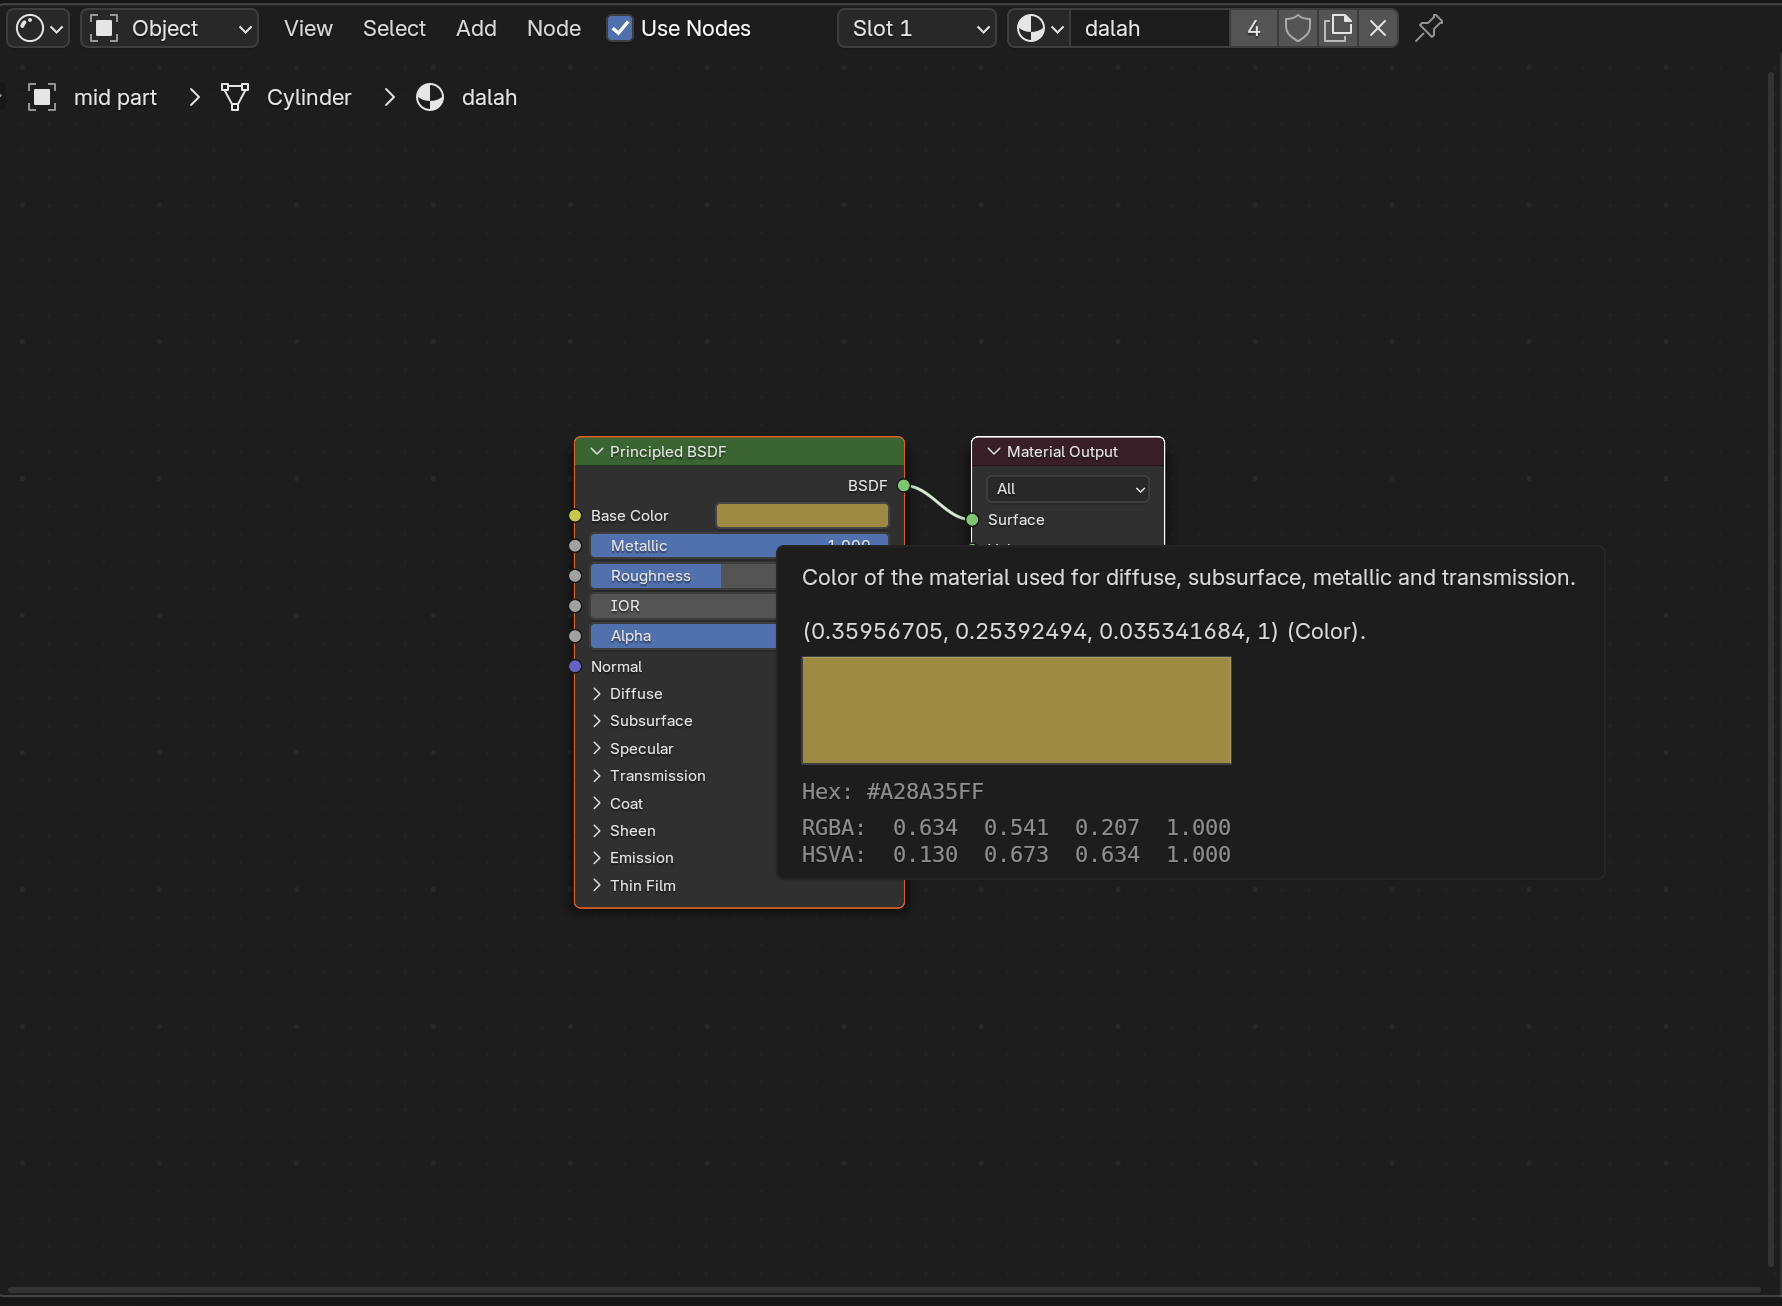 Object View Select Add Node Use Nodes Slot 1 dalah 4
mid part Cylinder dalah
Principled BSDF
BSDF
Base Color
Metallic 1.000
Roughness
IOR
Alpha
Normal
Diffuse
Subsurface
Specular
Transmission
Coat
Sheen
Emission
Thin Film
Material Output
All
Surface
Color of the material used for diffuse, subsurface, metallic and transmission.
(0.35956705, 0.25392494, 0.035341684, 1) (Color).
Hex: #A28A35FF
RGBA: 0.634 0.541 0.207 1.000
HSVA: 0.130 0.673 0.634 1.000